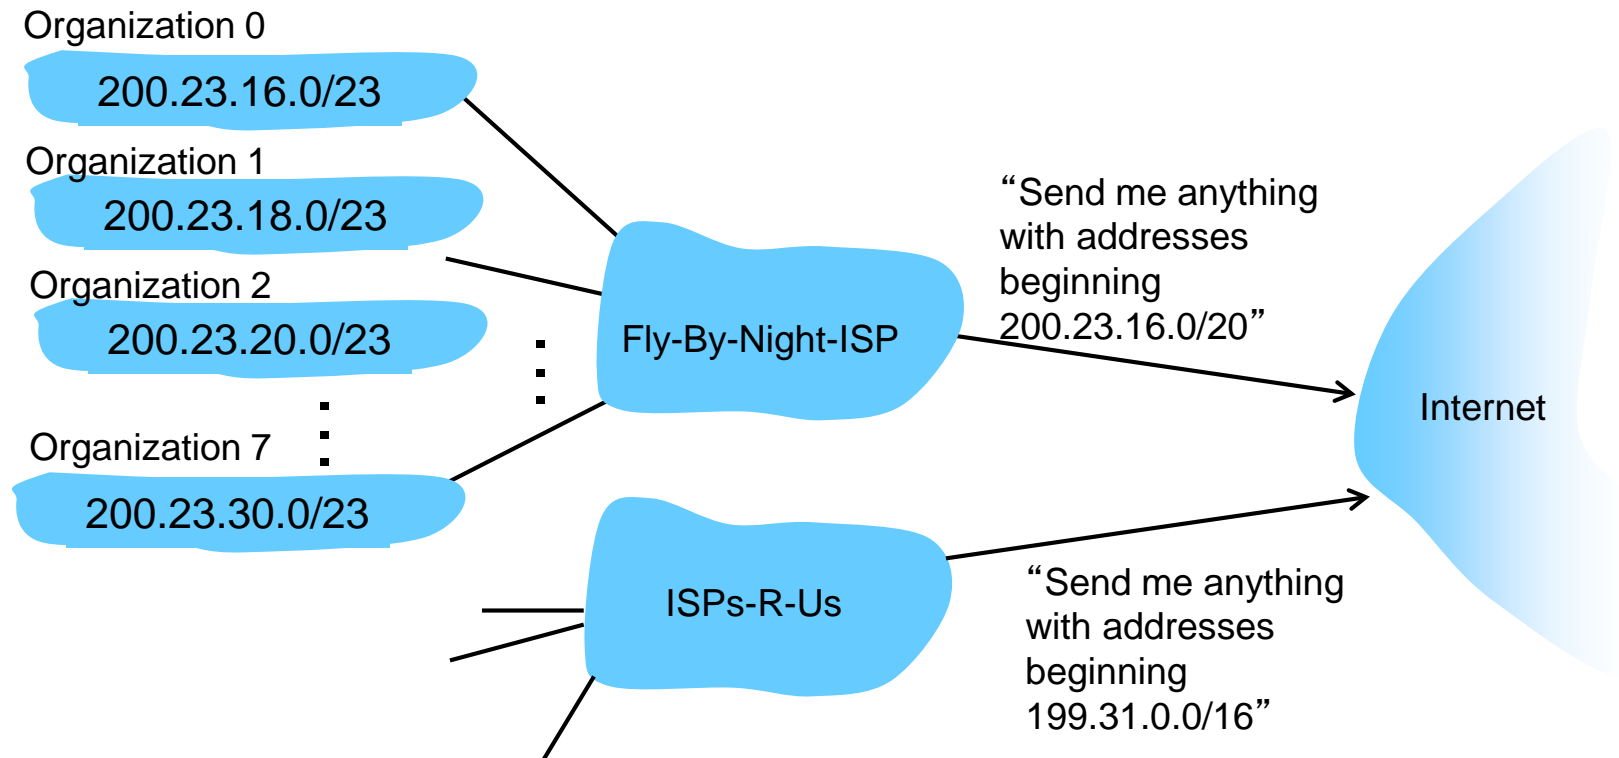 Organization 0
200.23.16.0/23
Organization 1
200.23.18.0/23
Organization 2
200.23.20.0/23
Organization 7
200.23.30.0/23
Fly-By-Night-ISP
“Send me anything
with addresses
beginning
200.23.16.0/20”
Internet
ISPs-R-Us
“Send me anything
with addresses
beginning
199.31.0.0/16”